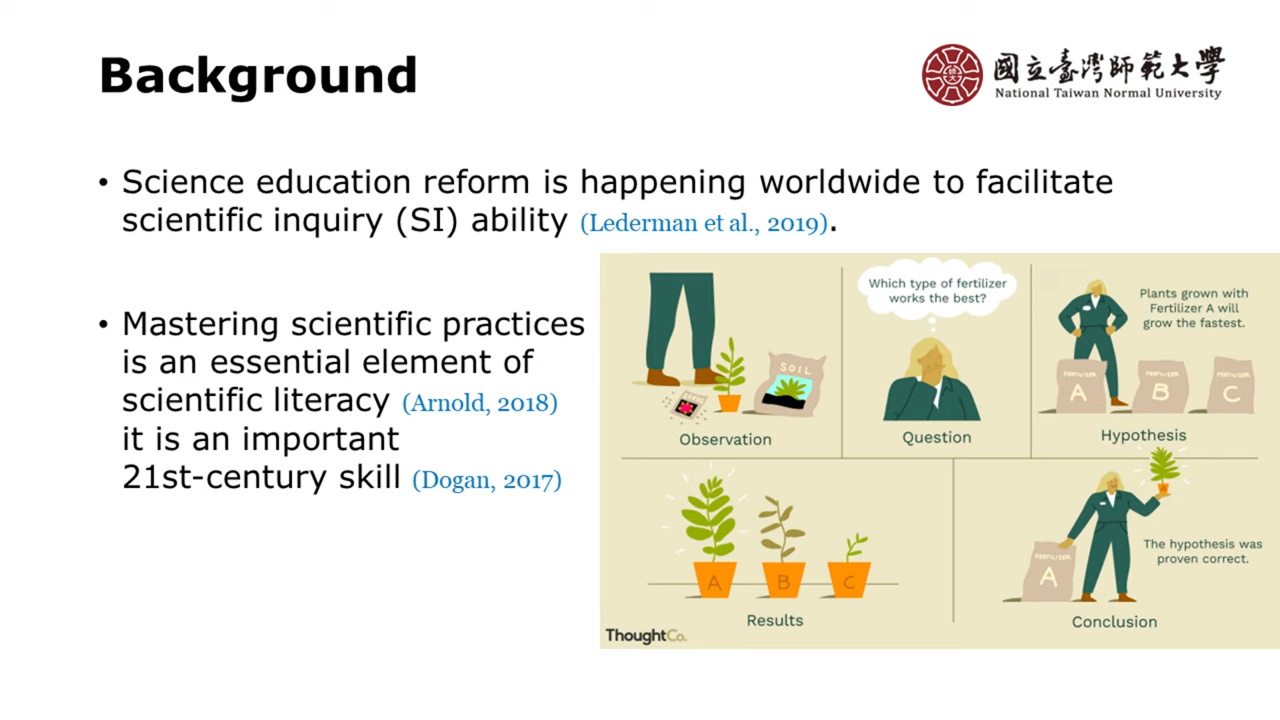 Background
國立臺灣師範大學
National Taiwan Normal University
• Science education reform is happening worldwide to facilitate
scientific inquiry (SI) ability (Lederman et al., 2019).
• Mastering scientific practices
is an essential element of
scientific literacy (Arnold, 2018)
it is an important
21st-century skill (Dogan, 2017)
SOIL
Observation
Which type of fertilizer
works the best?
Question
Plants grown with
Fertilizer A will
grow the fastest.
FERTILIZER
A
FERTILIZER
B
FERTILIZER
C
Hypothesis
A
B
C
Results
The hypothesis was
proven correct.
FERTILIZER
A
Conclusion
ThoughtCo.